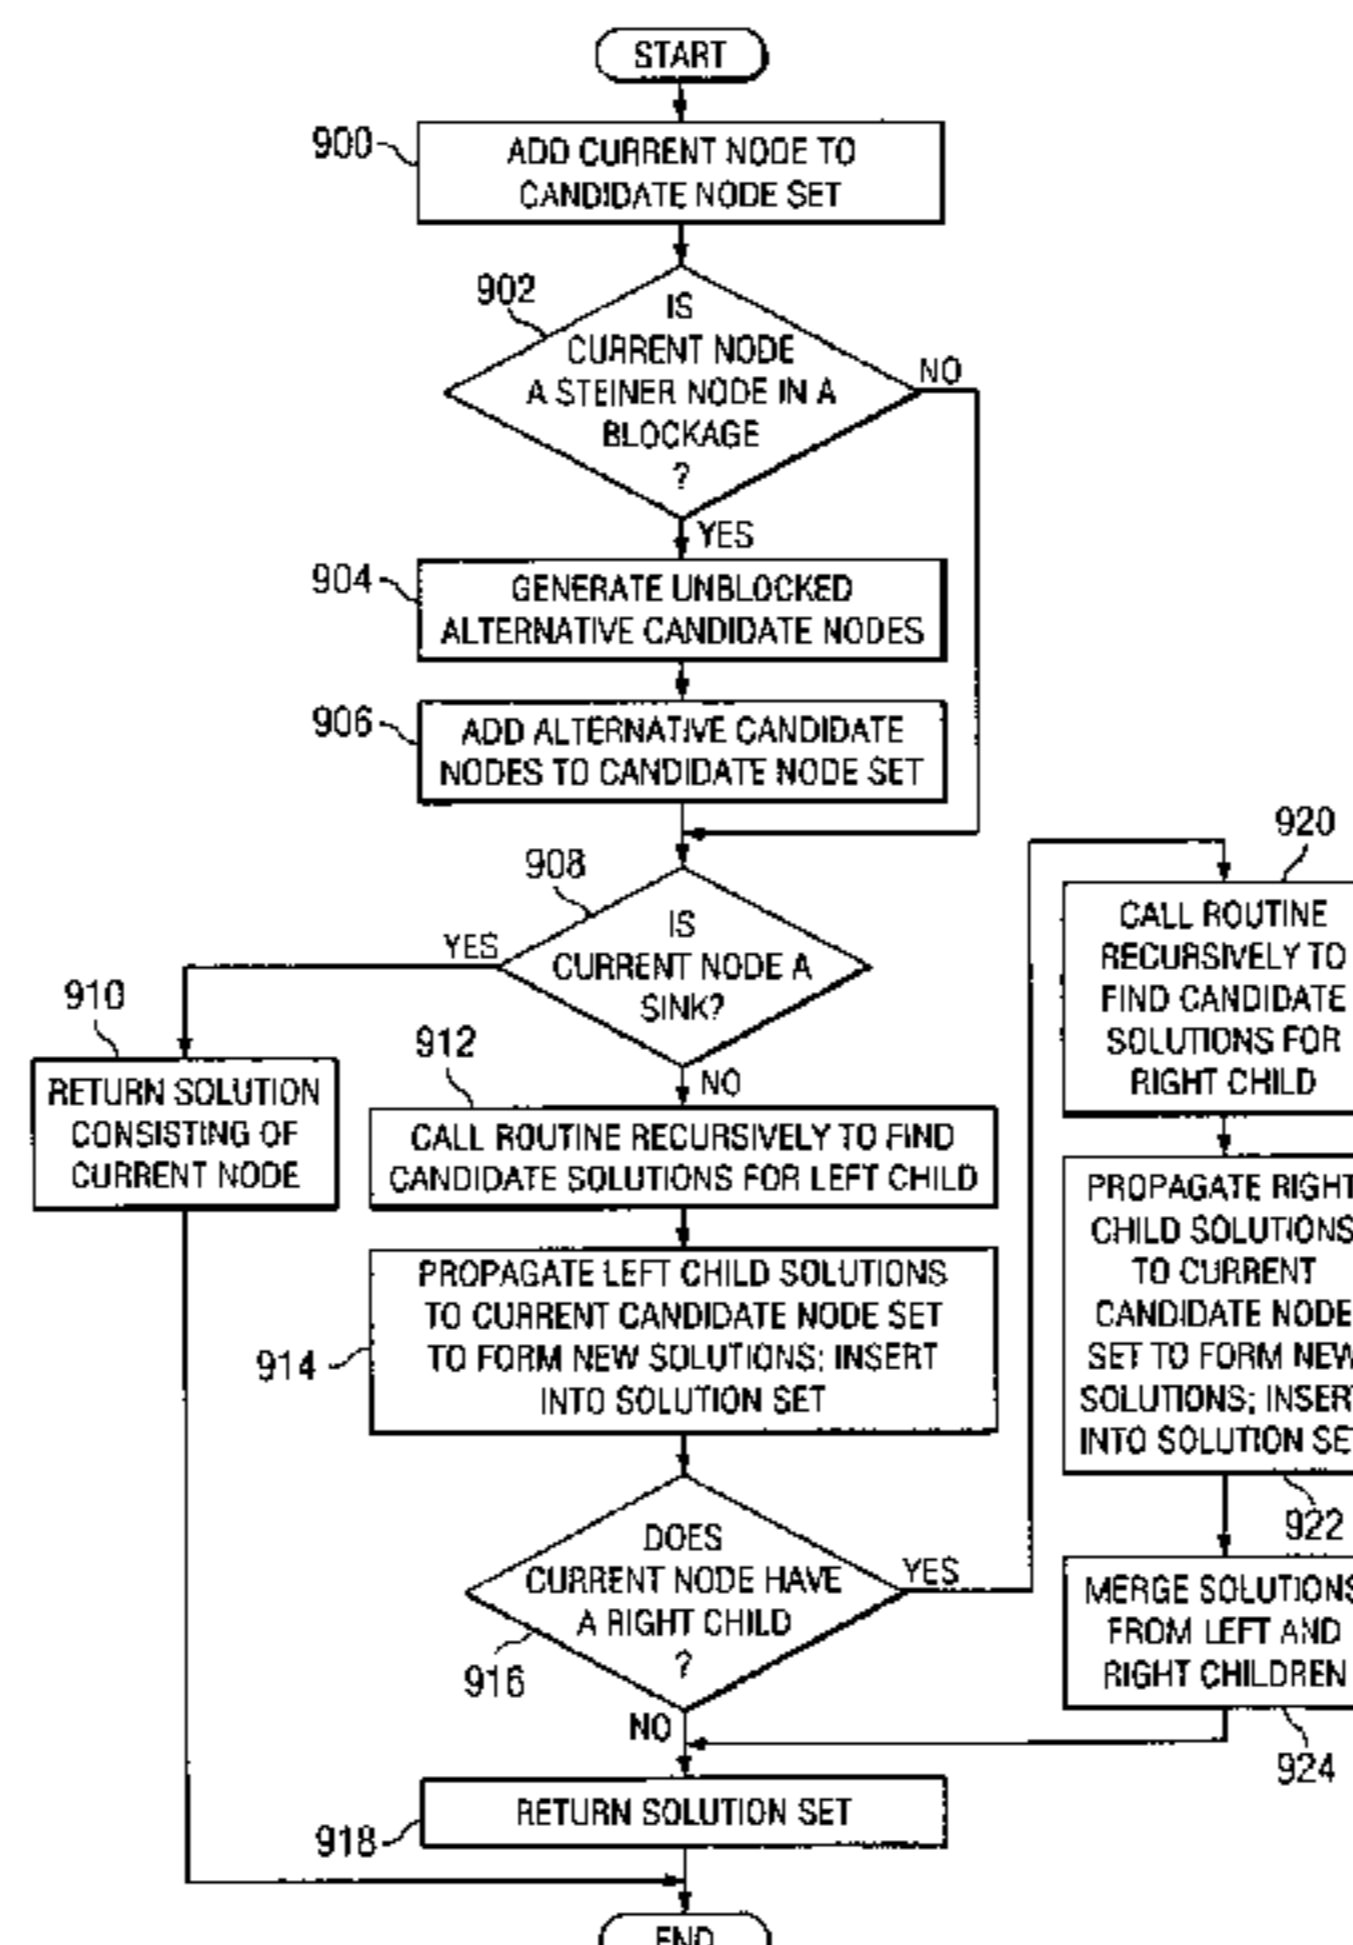 START
900
ADD CURRENT NODE TO
CANDIDATE NODE SET
902
IS
CURRENT NODE
A STEINER NODE IN A
BLOCKAGE
?
NO
YES
904
GENERATE UNBLOCKED
ALTERNATIVE CANDIDATE NODES
906
ADD ALTERNATIVE CANDIDATE
NODES TO CANDIDATE NODE SET
908
IS
CURRENT NODE A
SINK?
YES
NO
910
RETURN SOLUTION
CONSISTING OF
CURRENT NODE
912
CALL ROUTINE RECURSIVELY TO FIND
CANDIDATE SOLUTIONS FOR LEFT CHILD
914
PROPAGATE LEFT CHILD SOLUTIONS
TO CURRENT CANDIDATE NODE SET
TO FORM NEW SOLUTIONS; INSERT
INTO SOLUTION SET
DOES
CURRENT NODE HAVE
A RIGHT CHILD
?
916
YES
NO
920
CALL ROUTINE
RECURSIVELY TO
FIND CANDIDATE
SOLUTIONS FOR
RIGHT CHILD
PROPAGATE RIGHT
CHILD SOLUTIONS
TO CURRENT
CANDIDATE NODE
SET TO FORM NEW
SOLUTIONS; INSERT
INTO SOLUTION SET
922
MERGE SOLUTIONS
FROM LEFT AND
RIGHT CHILDREN
924
918
RETURN SOLUTION SET
END